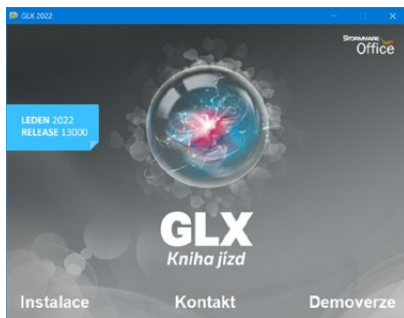 GLX 2022
STORMWARE
Office
LEDEN 2022
RELEASE 13000
GLX
Kniha jízd
Instalace Kontakt Demoverze